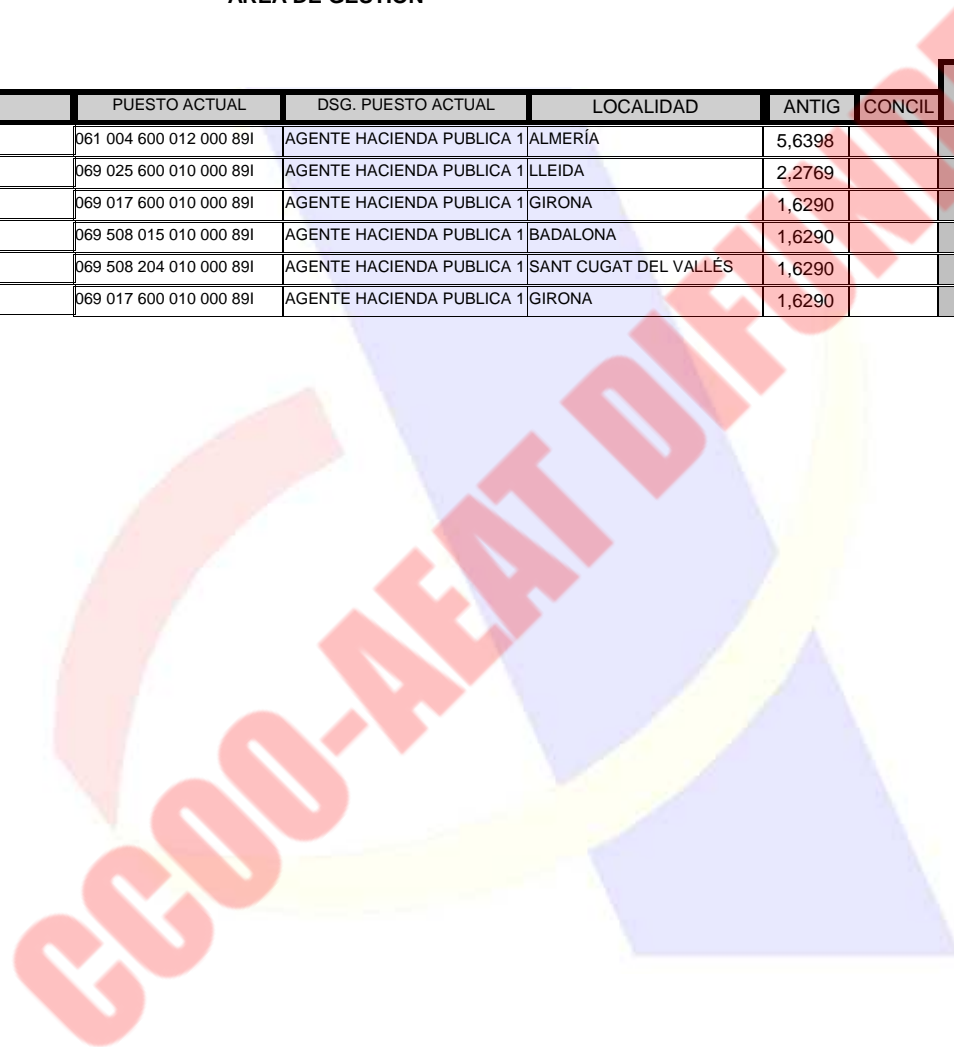 ÁREA DE GESTIÓN
PUESTO ACTUAL DSG. PUESTO ACTUAL LOCALIDAD ANTIG CONCIL
061 004 600 012 000 89I AGENTE HACIENDA PUBLICA 1 ALMERÍA 5,6398
069 025 600 010 000 89I AGENTE HACIENDA PUBLICA 1 LLEIDA 2,2769
069 017 600 010 000 89I AGENTE HACIENDA PUBLICA 1 GIRONA 1,6290
069 508 015 010 000 89I AGENTE HACIENDA PUBLICA 1 BADALONA 1,6290
069 508 204 010 000 89I AGENTE HACIENDA PUBLICA 1 SANT CUGAT DEL VALLÉS 1,6290
069 017 600 010 000 89I AGENTE HACIENDA PUBLICA 1 GIRONA 1,6290
CCOO-AEAT DIFUND